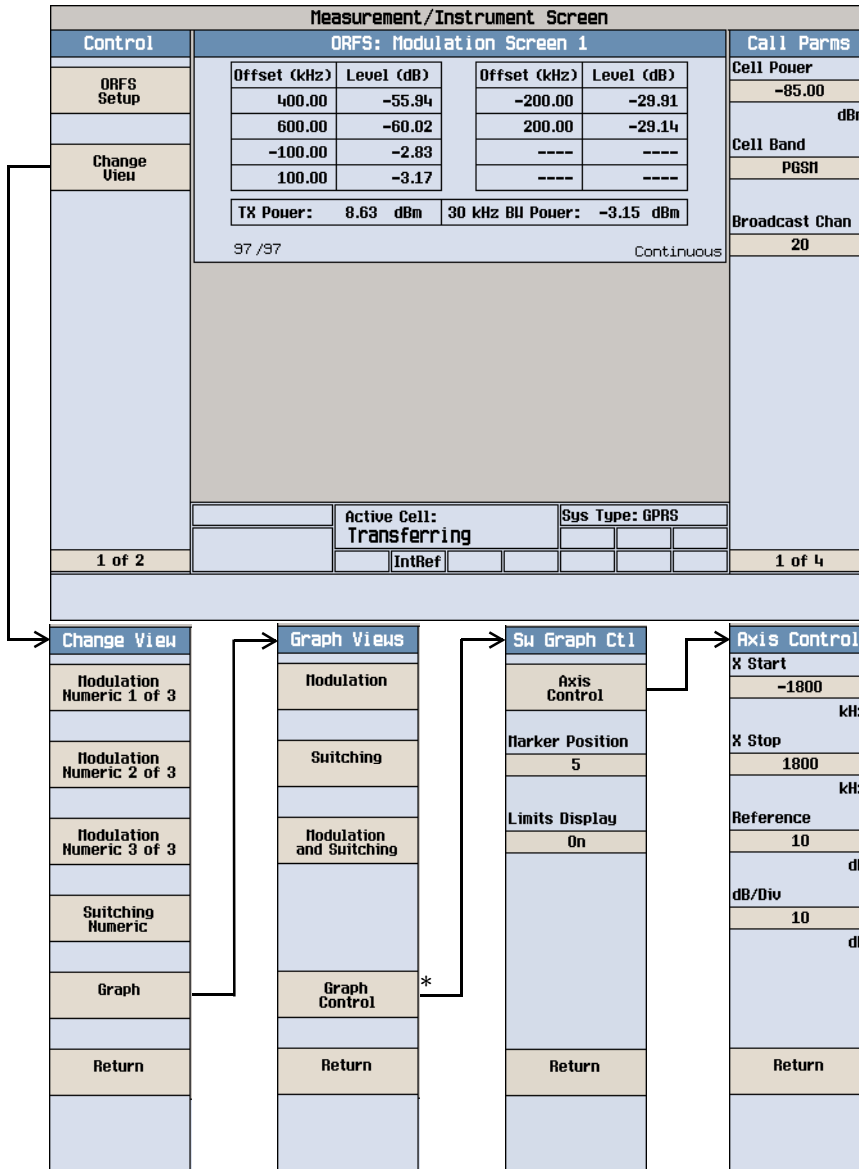 Measurement/Instrument Screen
Control
ORFS: Modulation Screen 1
Call Parms
ORFS
Setup
Change
View
1 of 2
Offset (kHz) Level (dB) Offset (kHz) Level (dB)
400.00 -55.94 -200.00 -29.91
600.00 -60.02 200.00 -29.14
-100.00 -2.83 ---- ----
100.00 -3.17 ---- ----
TX Power: 8.63 dBm 30 kHz BW Power: -3.15 dBm
97/97 Continuous
Cell Power
-85.00
dBm
Cell Band
PGSM
Broadcast Chan
20
1 of 4
Active Cell:
Transferring
Sys Type: GPRS
IntRef
Change View
Modulation
Numeric 1 of 3
Modulation
Numeric 2 of 3
Modulation
Numeric 3 of 3
Switching
Numeric
Graph
Return
Graph Views
Modulation
Switching
Modulation
and Switching
Graph
Control
*
Return
Sw Graph Ctl
Axis
Control
Marker Position
5
Limits Display
On
Return
Axis Control
X Start
-1800
kHz
X Stop
1800
kHz
Reference
10
dB
dB/Div
10
dB
Return